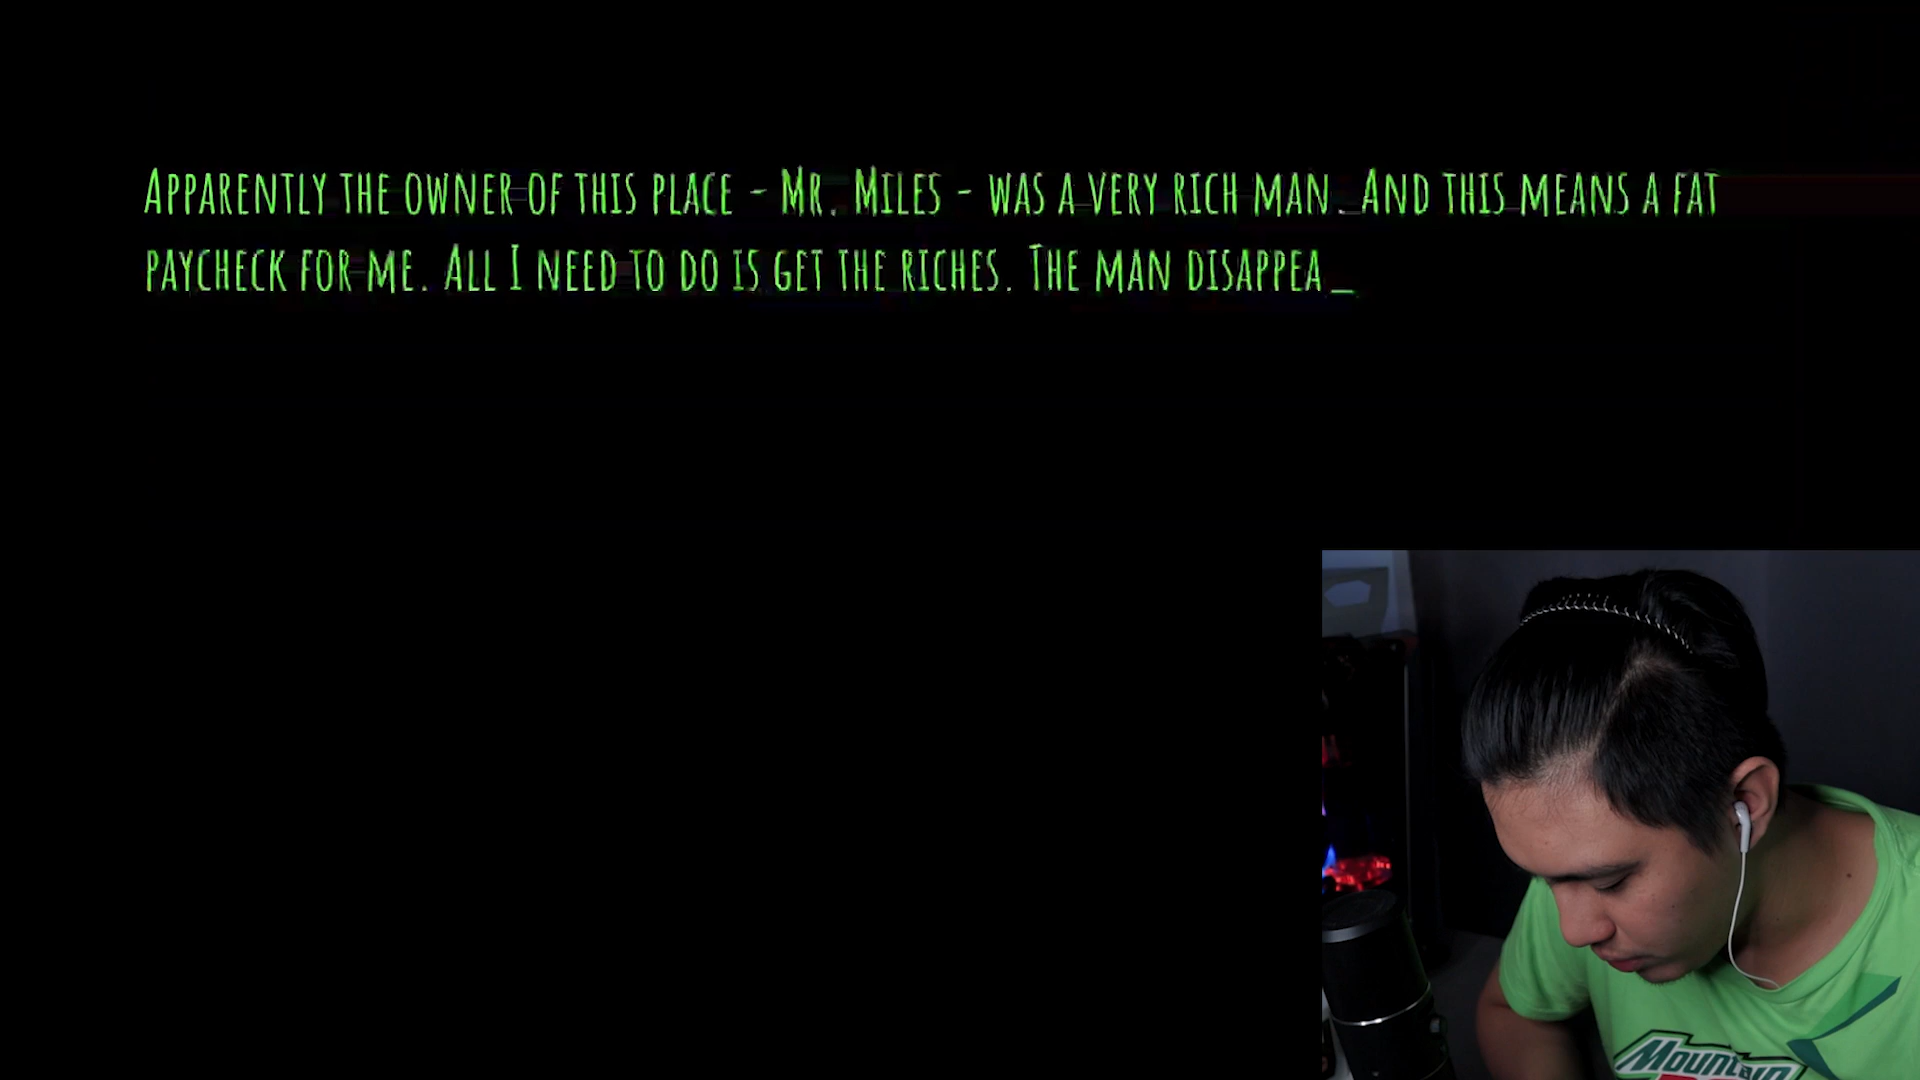 Apparently the owner of this place - Mr. Miles - was a very rich man. And this means a fat
paycheck for me. All I need to do is get the riches. The man disappea_
Mountain